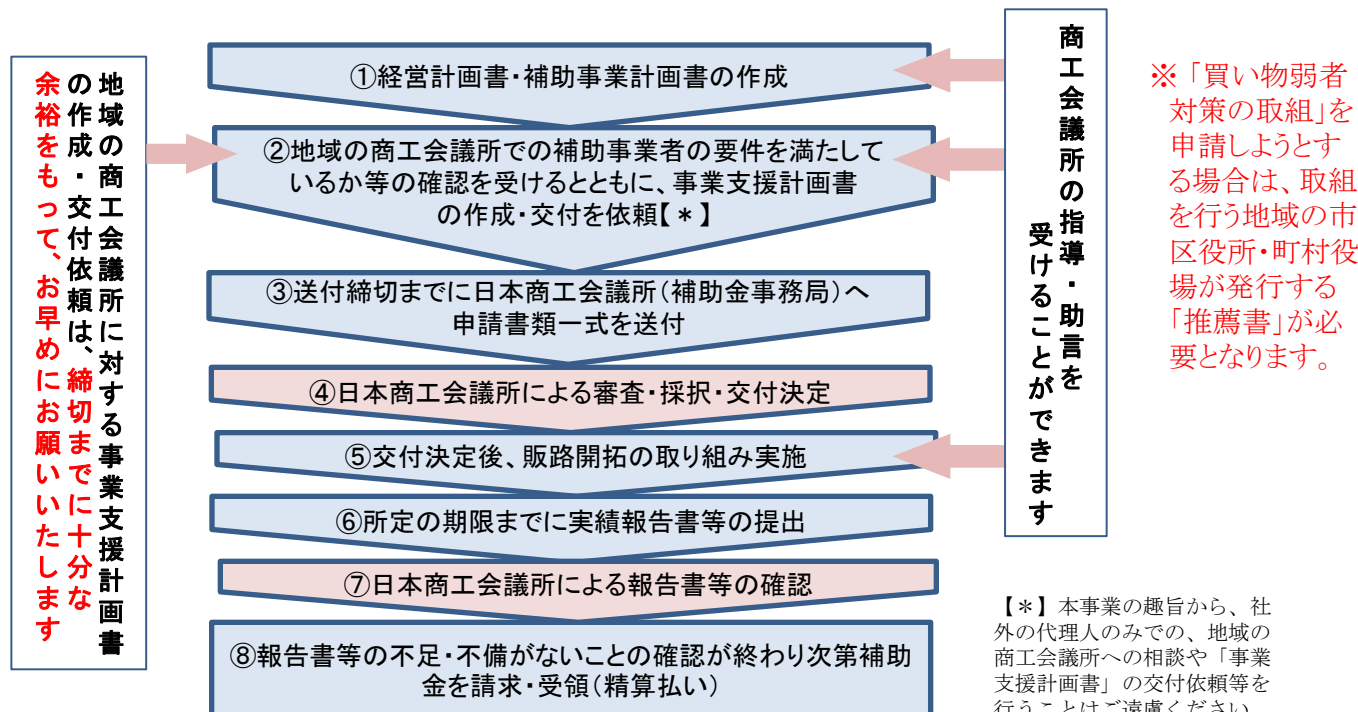 地域の商工会議所に対する事業支援計画書
の作成・交付依頼は、締切までに十分な
余裕をもって、お早めにお願いいたします
①経営計画書・補助事業計画書の作成
②地域の商工会議所での補助事業者の要件を満たして
いるか等の確認を受けるとともに、事業支援計画書
の作成・交付を依頼【＊】
③送付締切までに日本商工会議所（補助金事務局）へ
申請書類一式を送付
④日本商工会議所による審査・採択・交付決定
⑤交付決定後、販路開拓の取り組み実施
⑥所定の期限までに実績報告書等の提出
⑦日本商工会議所による報告書等の確認
⑧報告書等の不足・不備がないことの確認が終わり次第補助
金を請求・受領（精算払い）
商工会議所の指導・助言を
受けることができます
※「買い物弱者
対策の取組」を
申請しようとす
る場合は、取組
を行う地域の市
区役所・町村役
場が発行する
「推薦書」が必
要となります。
【＊】本事業の趣旨から、社
外の代理人のみでの、地域の
商工会議所への相談や「事業
支援計画書」の交付依頼等を
行うことはご遠慮ください